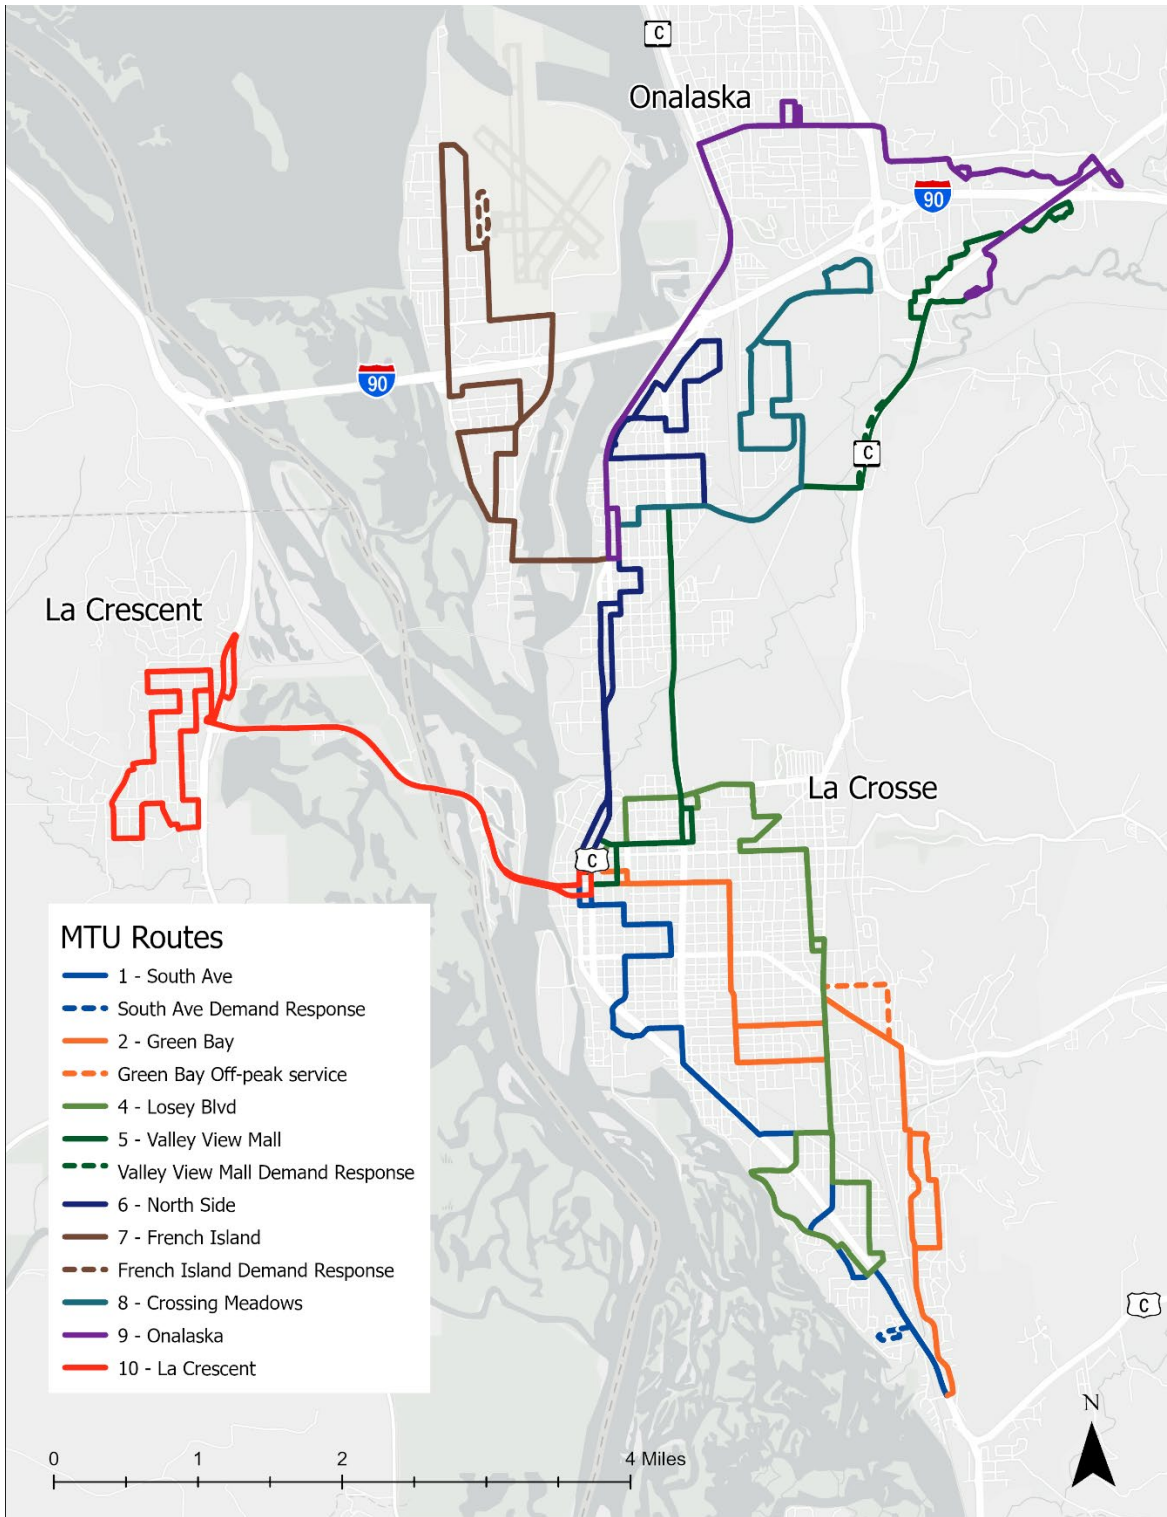 C
Onalaska
90
90
C
La Crescent
La Crosse
C
MTU Routes
1 - South Ave
South Ave Demand Response
2 - Green Bay
Green Bay Off-peak service
4 - Losey Blvd
5 - Valley View Mall
Valley View Mall Demand Response
6 - North Side
7 - French Island
French Island Demand Response
8 - Crossing Meadows
9 - Onalaska
10 - La Crescent
C
N
0 1 2 4 Miles